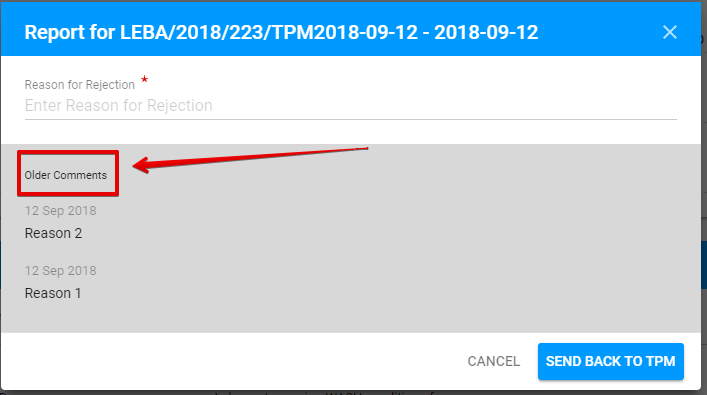 Report for LEBA/2018/223/TPM2018-09-12 - 2018-09-12
Reason for Rejection *
Enter Reason for Rejection
Older Comments
12 Sep 2018
Reason 2
12 Sep 2018
Reason 1
CANCEL
SEND BACK TO TPM